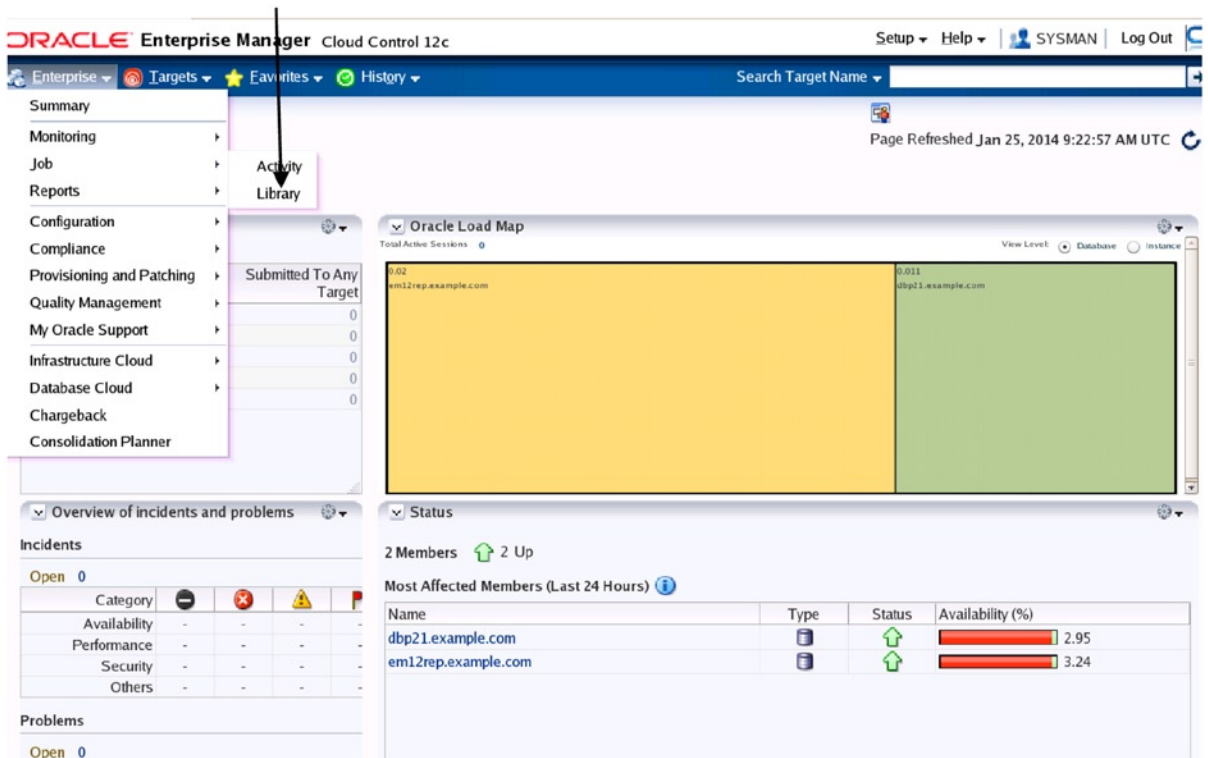 ORACLE Enterprise Manager Cloud Control 12c
Setup Help SYSMAN Log Out
Enterprise Targets Favorites History
Search Target Name
Summary
Monitoring
Job
Reports
Configuration
Compliance
Provisioning and Patching
Quality Management
My Oracle Support
Infrastructure Cloud
Database Cloud
Chargeback
Consolidation Planner
Activity
Library
Page Refreshed Jan 25, 2014 9:22:57 AM UTC
Submitted To Any
Target
0
0
0
0
0
Oracle Load Map
Total Active Sessions 0
View Level: Database Instance
0.02
em12rep.example.com
0.011
dbp21.example.com
Overview of incidents and problems
Incidents
Open 0
Category
Availability - - - -
Performance - - - -
Security - - - -
Others - - - -
Problems
Open 0
Status
2 Members 2 Up
Most Affected Members (Last 24 Hours)
Name Type Status Availability (%)
dbp21.example.com 2.95
em12rep.example.com 3.24